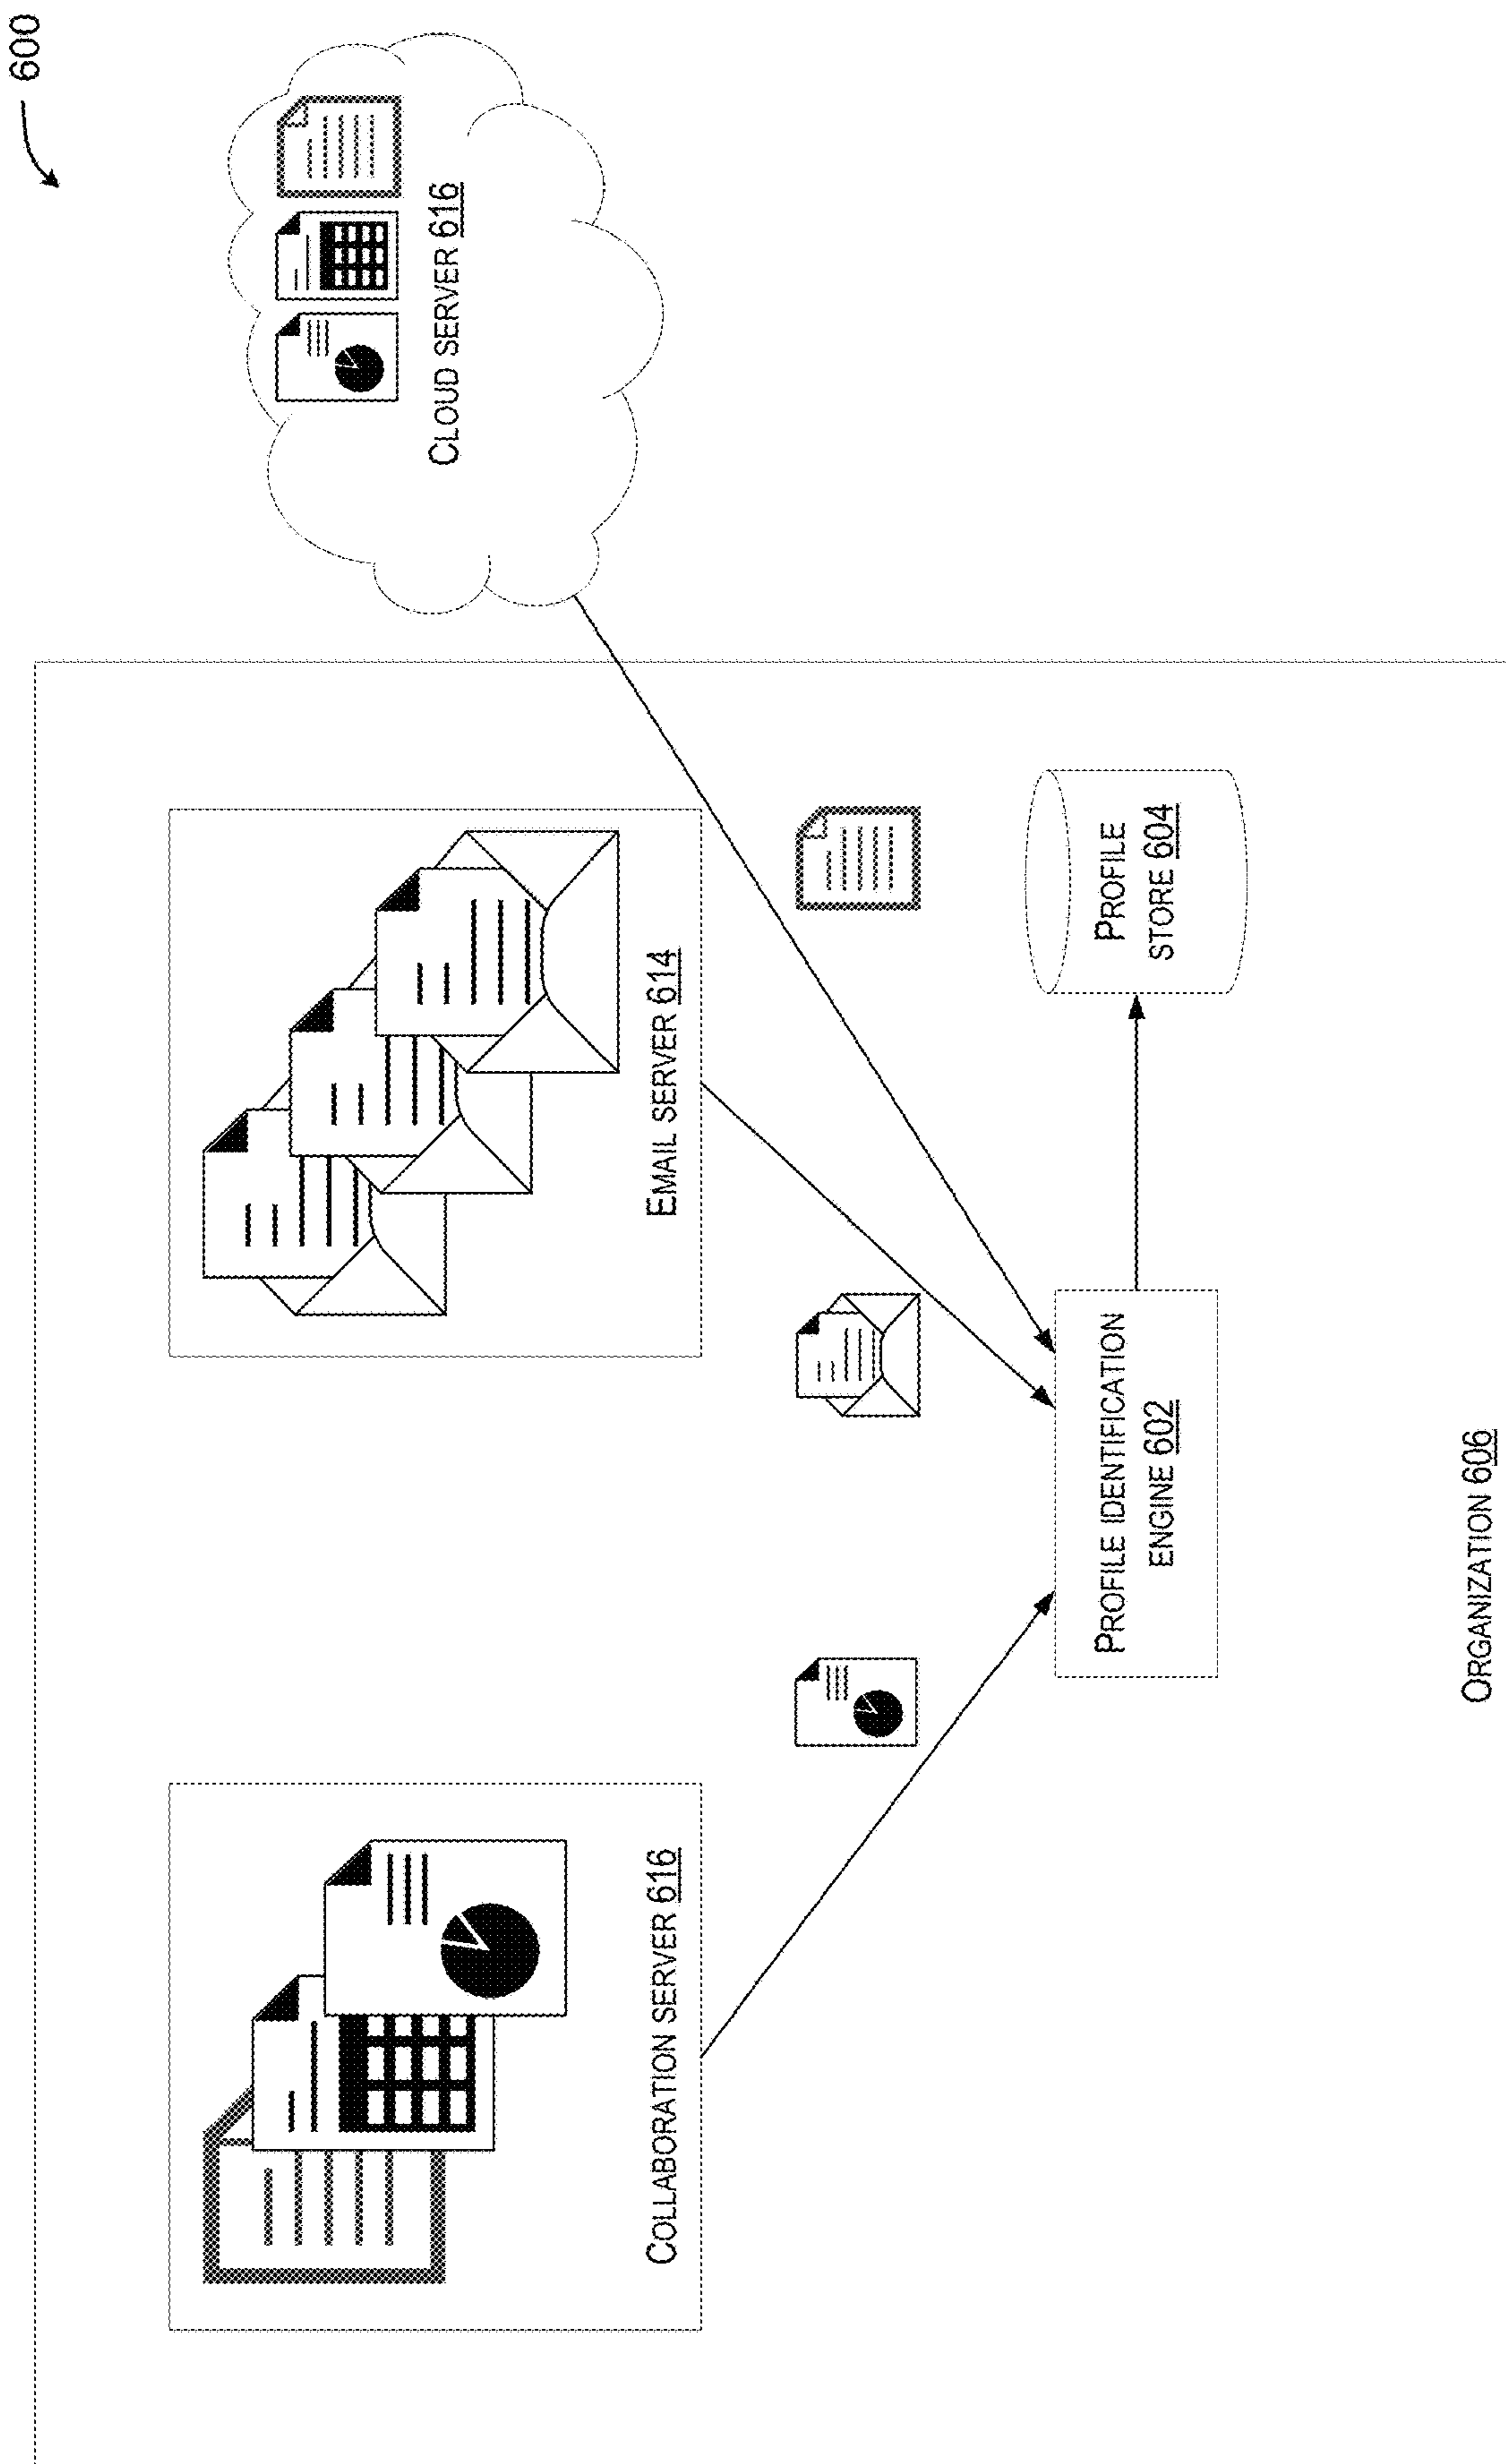 600
CLOUD SERVER 616
EMAIL SERVER 614
COLLABORATION SERVER 616
PROFILE IDENTIFICATION
ENGINE 602
PROFILE
STORE 604
ORGANIZATION 606